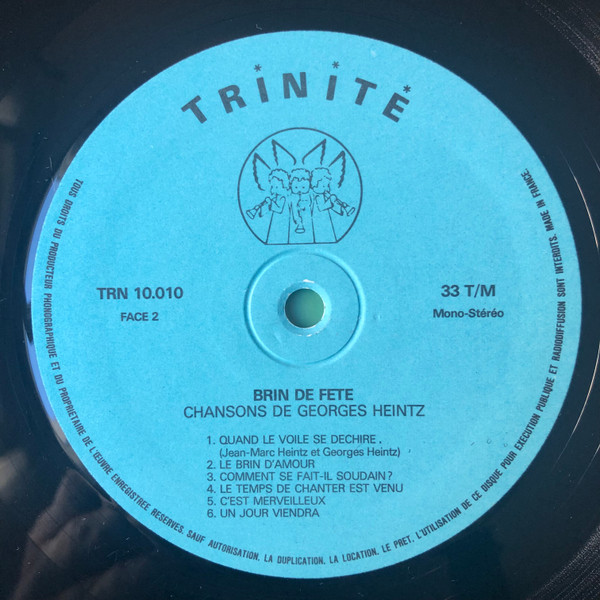 TRINITÉ
TRN 10.010
FACE 2
33 T/M
Mono-Stéréo
BRIN DE FETE
CHANSONS DE GEORGES HEINTZ
1. QUAND LE VOILE SE DECHIRE.
(Jean-Marc Heintz et Georges Heintz)
2. LE BRIN D'AMOUR
3. COMMENT SE FAIT-IL SOUDAIN?
4. LE TEMPS DE CHANTER EST VENU
5. C'EST MERVEILLEUX
6. UN JOUR VIENDRA
TOUS DROITS DU PRODUCTEUR PHONOGRAPHIQUE ET DU PROPRIETAIRE DE L'ŒUVRE ENREGISTREE RESERVES. SAUF AUTORISATION, LA DUPLICATION, LA LOCATION, LE PRET, L'UTILISATION DE CE DISQUE POUR EXECUTION PUBLIQUE ET RADIODIFFUSION SONT INTERDITS. MADE IN FRANCE.